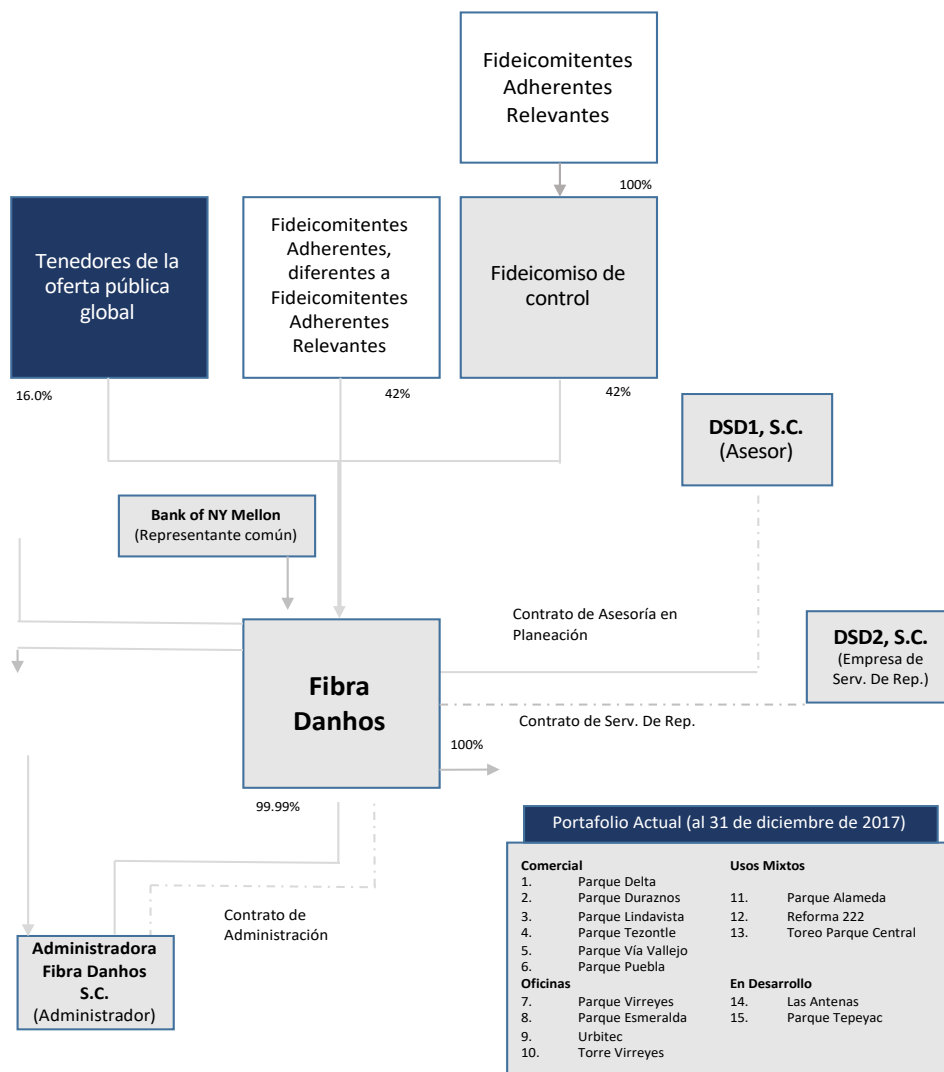 Fideicomitentes
Adherentes
Relevantes
100%
Tenedores de la
oferta pública
global
Fideicomitentes
Adherentes,
diferentes a
Fideicomitentes
Adherentes
Relevantes
Fideicomiso de
control
16.0%
42%
42%
DSD1, S.C.
(Asesor)
Bank of NY Mellon
(Representante común)
Contrato de Asesoría en
Planeación
DSD2, S.C.
(Empresa de
Serv. De Rep.)
Fibra
Danhos
Contrato de Serv. De Rep.
100%
99.99%
Contrato de
Administración
Administradora
Fibra Danhos
S.C.
(Administrador)
Portafolio Actual (al 31 de diciembre de 2017)
Comercial
1. Parque Delta
2. Parque Duraznos
3. Parque Lindavista
4. Parque Tezontle
5. Parque Vía Vallejo
6. Parque Puebla
Oficinas
7. Parque Virreyes
8. Parque Esmeralda
9. Urbitec
10. Torre Virreyes
Usos Mixtos
11. Parque Alameda
12. Reforma 222
13. Toreo Parque Central
En Desarrollo
14. Las Antenas
15. Parque Tepeyac